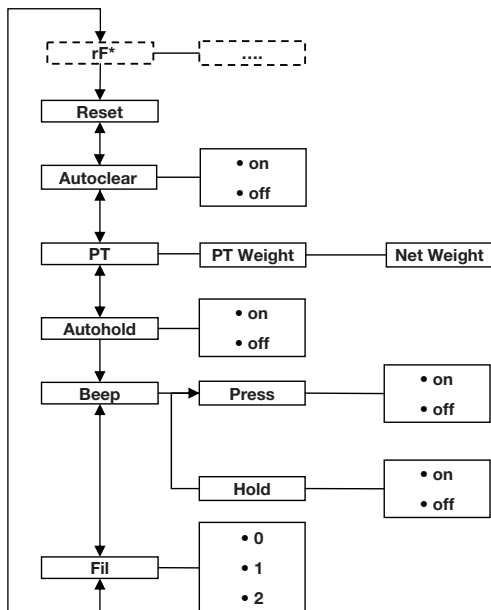 rF*
....
Reset
• on
Autoclear
• off
PT
PT Weight
Net Weight
• on
Autohold
• off
Beep
Press
• on
• off
Hold
• on
• off
• 0
Fil
• 1
• 2